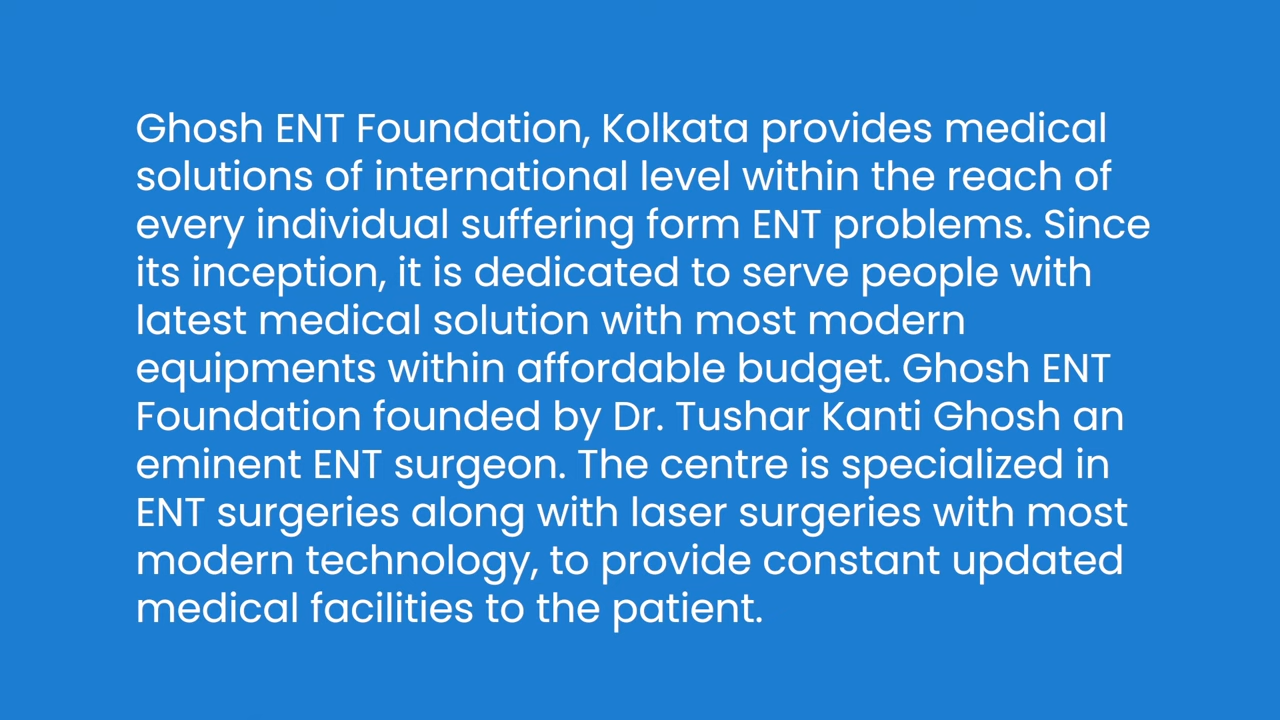 Ghosh ENT Foundation, Kolkata provides medical
solutions of international level within the reach of
every individual suffering form ENT problems. Since
its inception, it is dedicated to serve people with
latest medical solution with most modern
equipments within affordable budget. Ghosh ENT
Foundation founded by Dr. Tushar Kanti Ghosh an
eminent ENT surgeon. The centre is specialized in
ENT surgeries along with laser surgeries with most
modern technology, to provide constant updated
medical facilities to the patient.